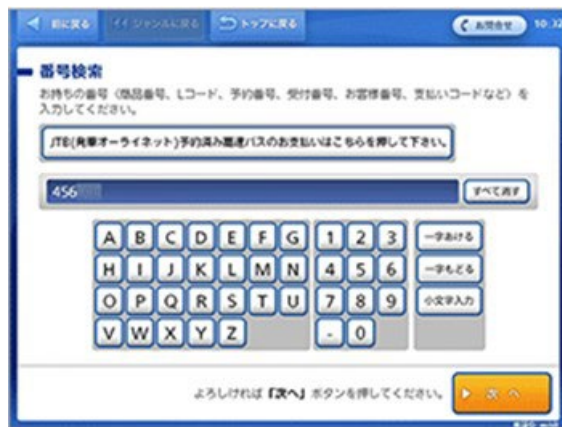 前に戻る ジャンルに戻る トップに戻る お問合せ 10:32
番号検索
お持ちの番号（商品番号、Lコード、予約番号、受付番号、お客様番号、支払いコードなど）を
入力してください。
JTB(発車オーライネット)予約済み高速バスのお支払いはこちらを押して下さい。
456 すべて消す
A B C D E F G 1 2 3 一字あける
H I J K L M N 4 5 6 一字もどる
O P Q R S T U 7 8 9 小文字入力
V W X Y Z - 0
よろしければ「次へ」ボタンを押してください。 次 へ